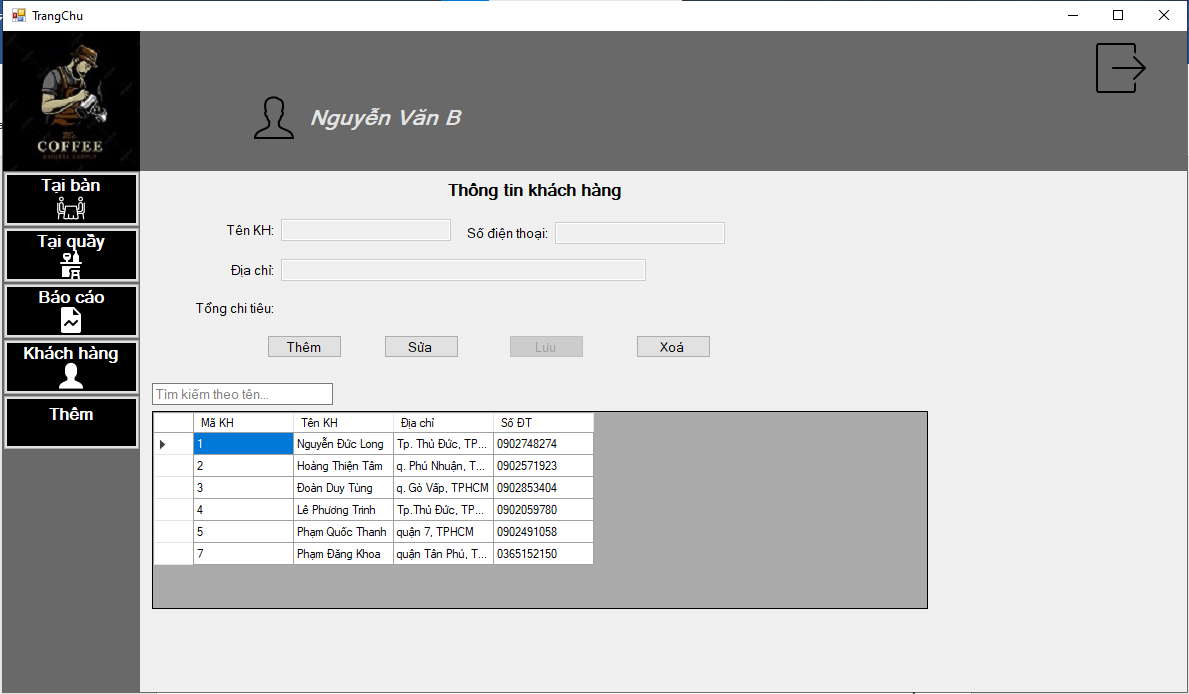 TrangChu
COFFEE
Nguyễn Văn B
Tại bàn
Tại quầy
Báo cáo
Khách hàng
Thêm
Thông tin khách hàng
Tên KH:
Số điện thoại:
Địa chỉ:
Tổng chi tiêu:
Thêm Sửa Lưu Xoá
Tìm kiếm theo tên...
Mã KH Tên KH Địa chỉ Số ĐT
1 Nguyễn Đức Long Tp. Thủ Đức, TP... 0902748274
2 Hoàng Thiện Tâm q. Phú Nhuận, T... 0902571923
3 Đoàn Duy Tùng q. Gò Vấp, TPHCM 0902853404
4 Lê Phương Trinh Tp.Thủ Đức, TP... 0902059780
5 Phạm Quốc Thanh quận 7, TPHCM 0902491058
7 Phạm Đăng Khoa quận Tân Phú, T... 0365152150